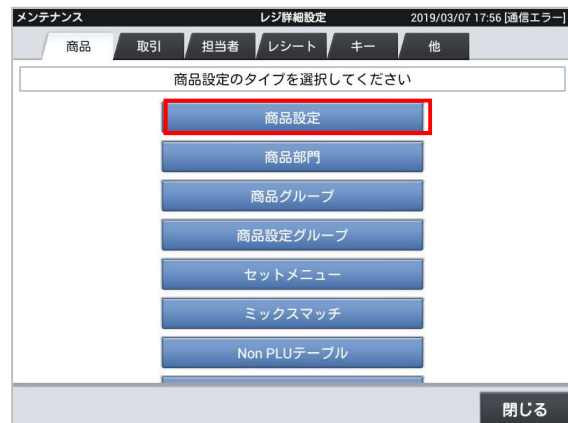 メンテナンス レジ詳細設定 2019/03/07 17:56 [通信エラー]
商品 取引 担当者 レシート キー 他
商品設定のタイプを選択してください
商品設定
商品部門
商品グループ
商品設定グループ
セットメニュー
ミックスマッチ
Non PLUテーブル
閉じる